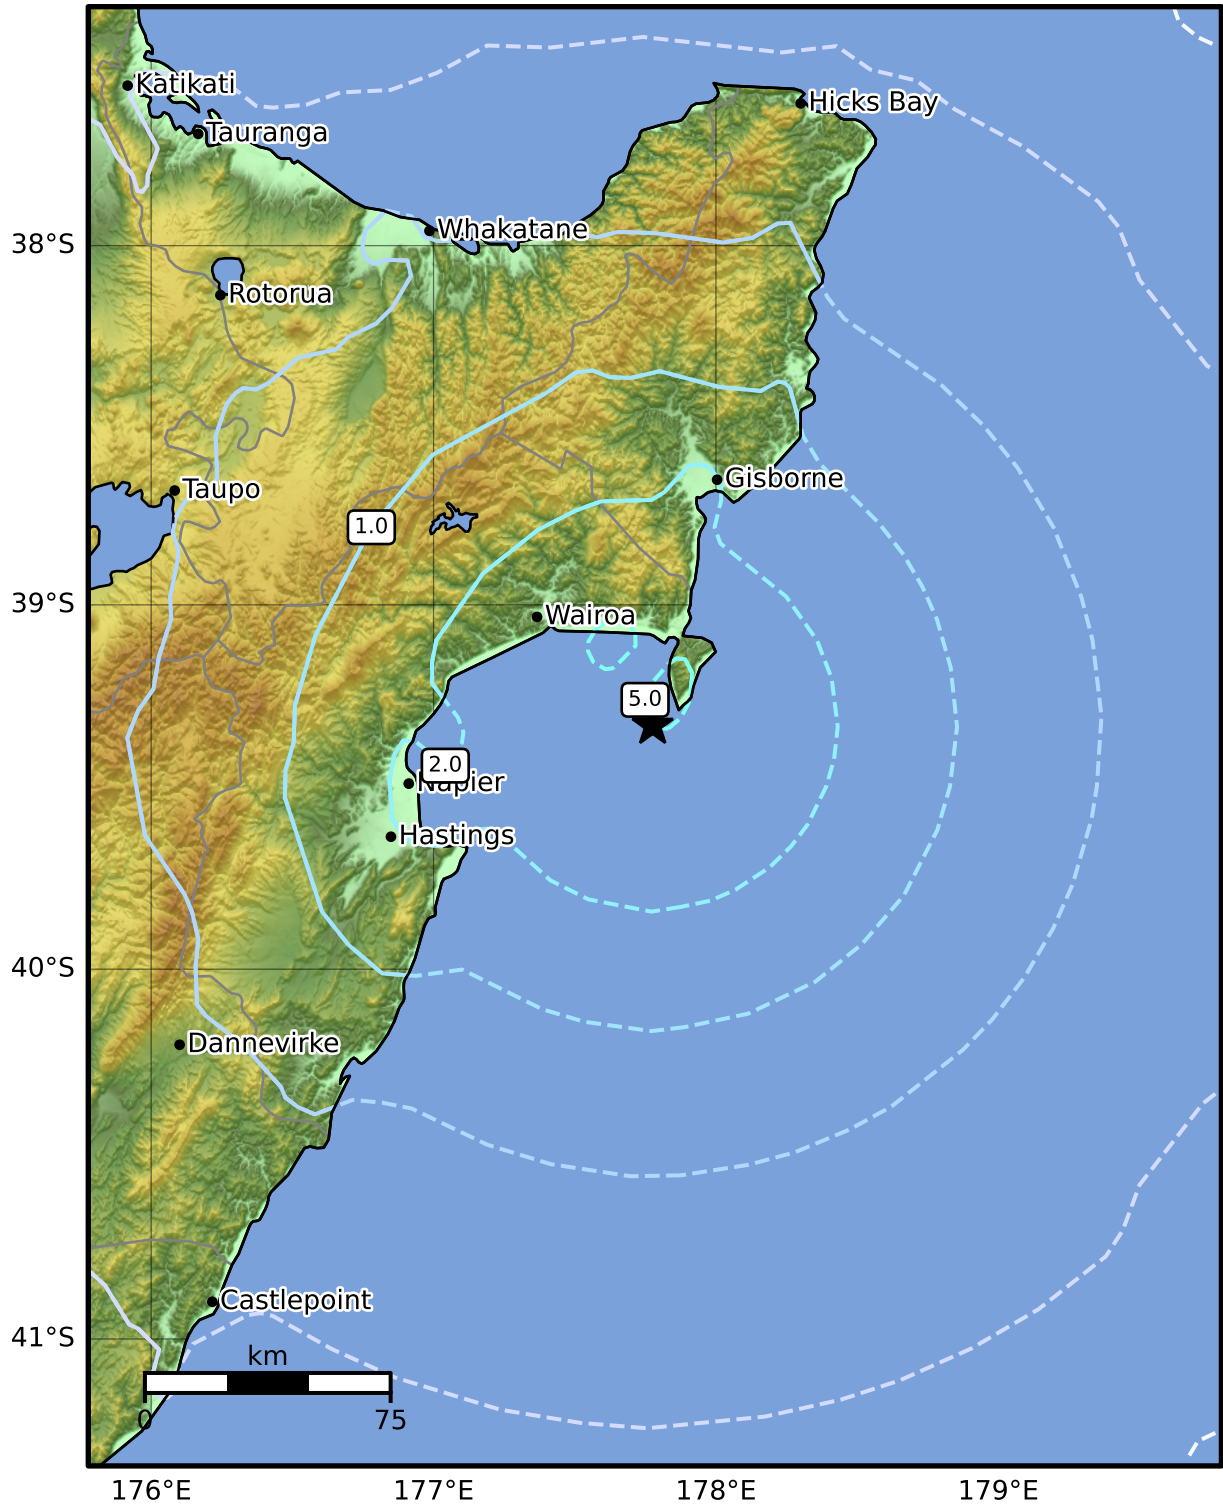 Katikati
Hicks Bay
Tauranga
Whakatane
38°S
Rotorua
Gisborne
Taupo
1.0
39°S
Wairoa
5.0
2.0
Napier
Hastings
40°S
Dannevirke
Castlepoint
41°S
km
0
75
176°E
177°E
178°E
179°E